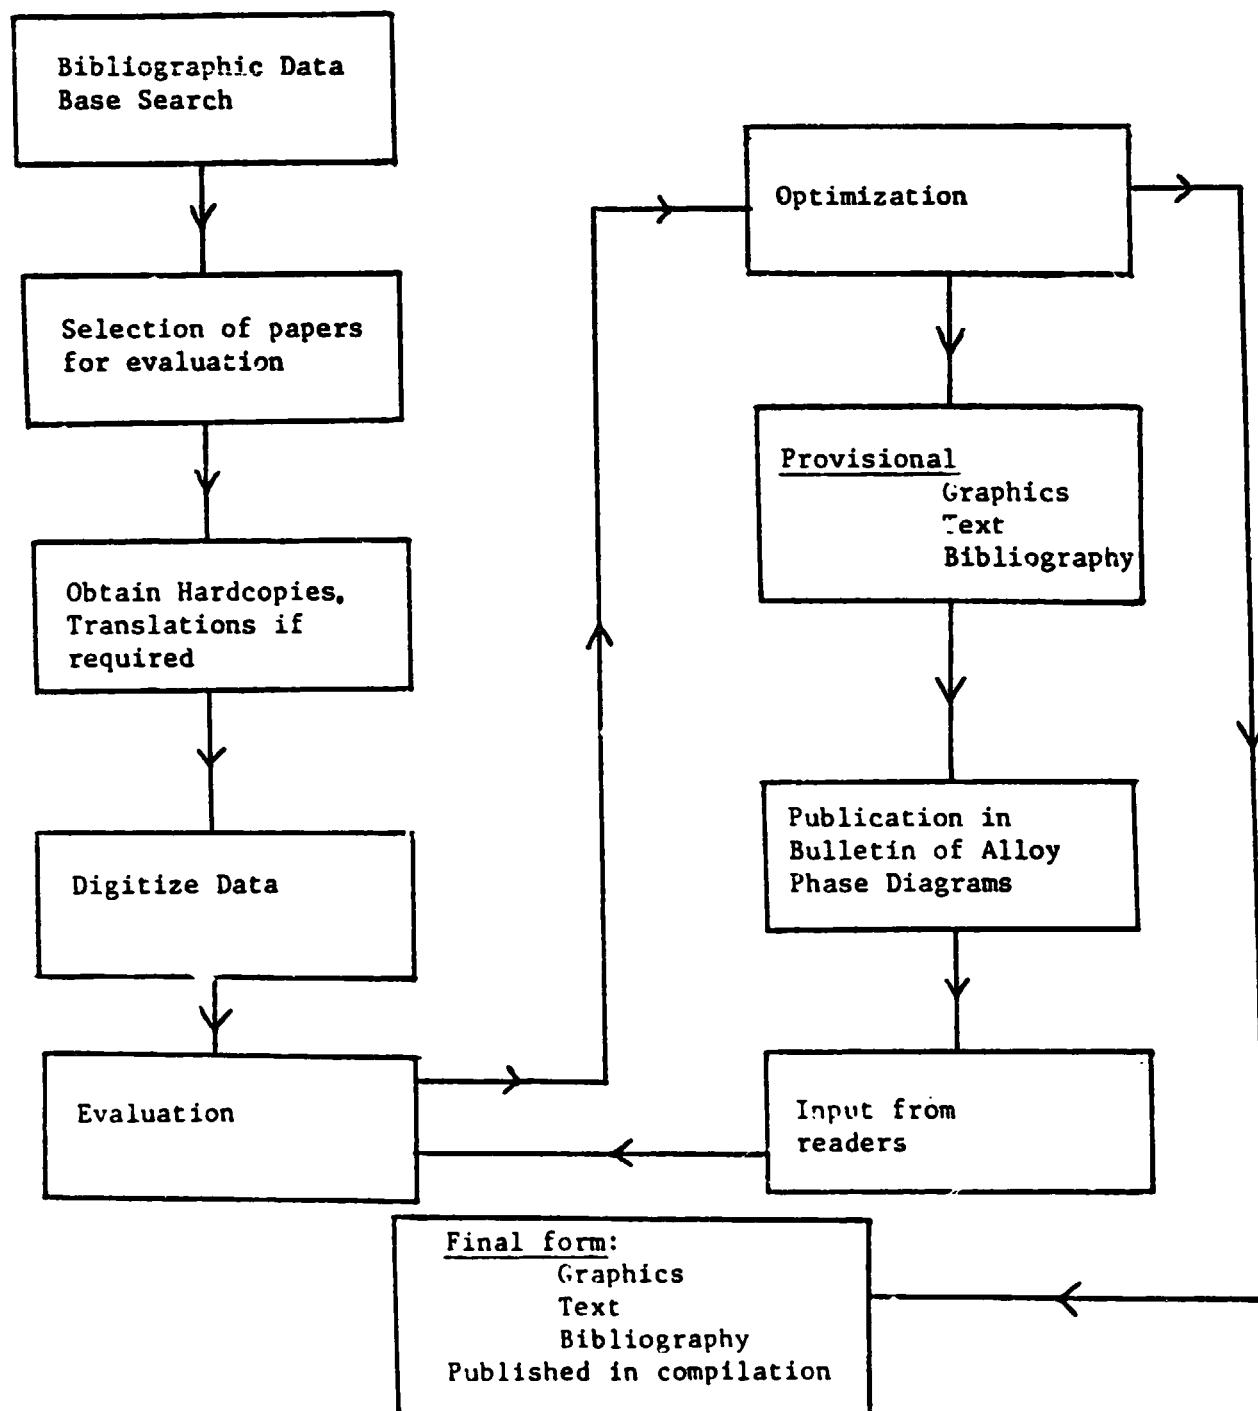 Bibliographic Data
Base Search
Selection of papers
for evaluation
Obtain Hardcopies.
Translations if
required
Digitize Data
Evaluation
Optimization
Provisional
Graphics
Text
Bibliography
Publication in
Bulletin of Alloy
Phase Diagrams
Input from
readers
Final form:
Graphics
Text
Bibliography
Published in compilation